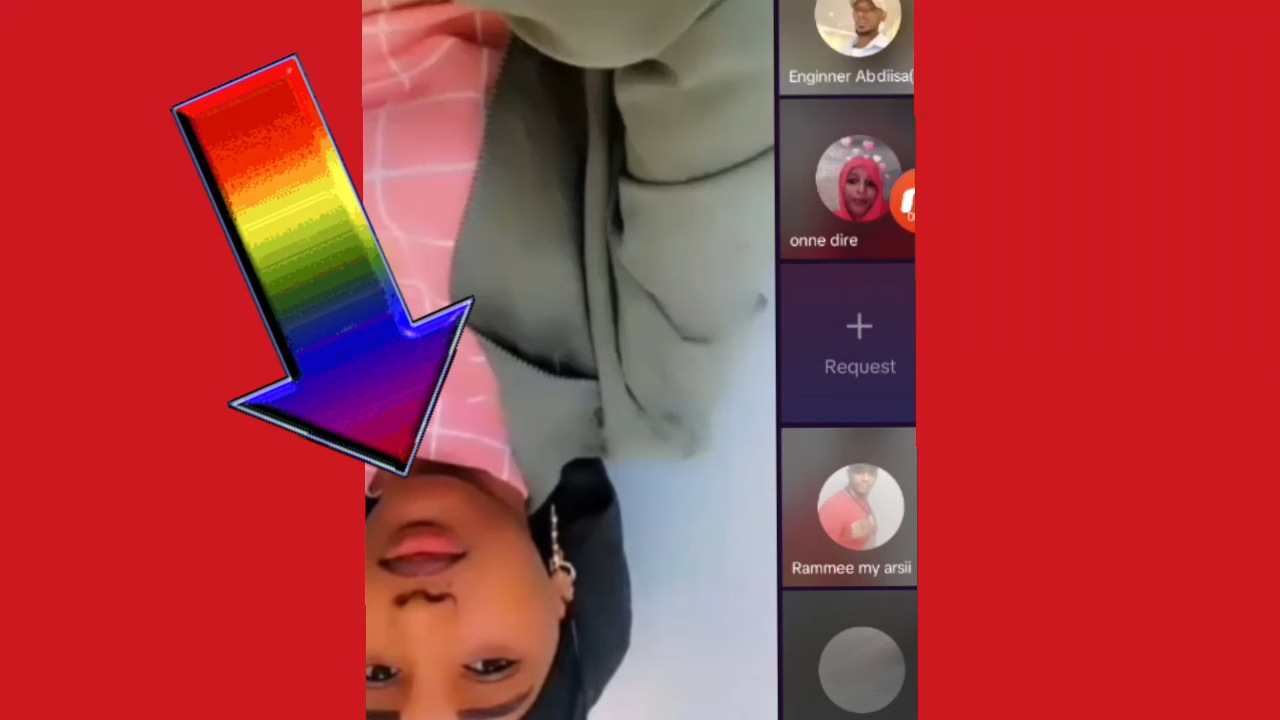 Enginner Abdiisa(
onne dire
Request
Rammee my arsii